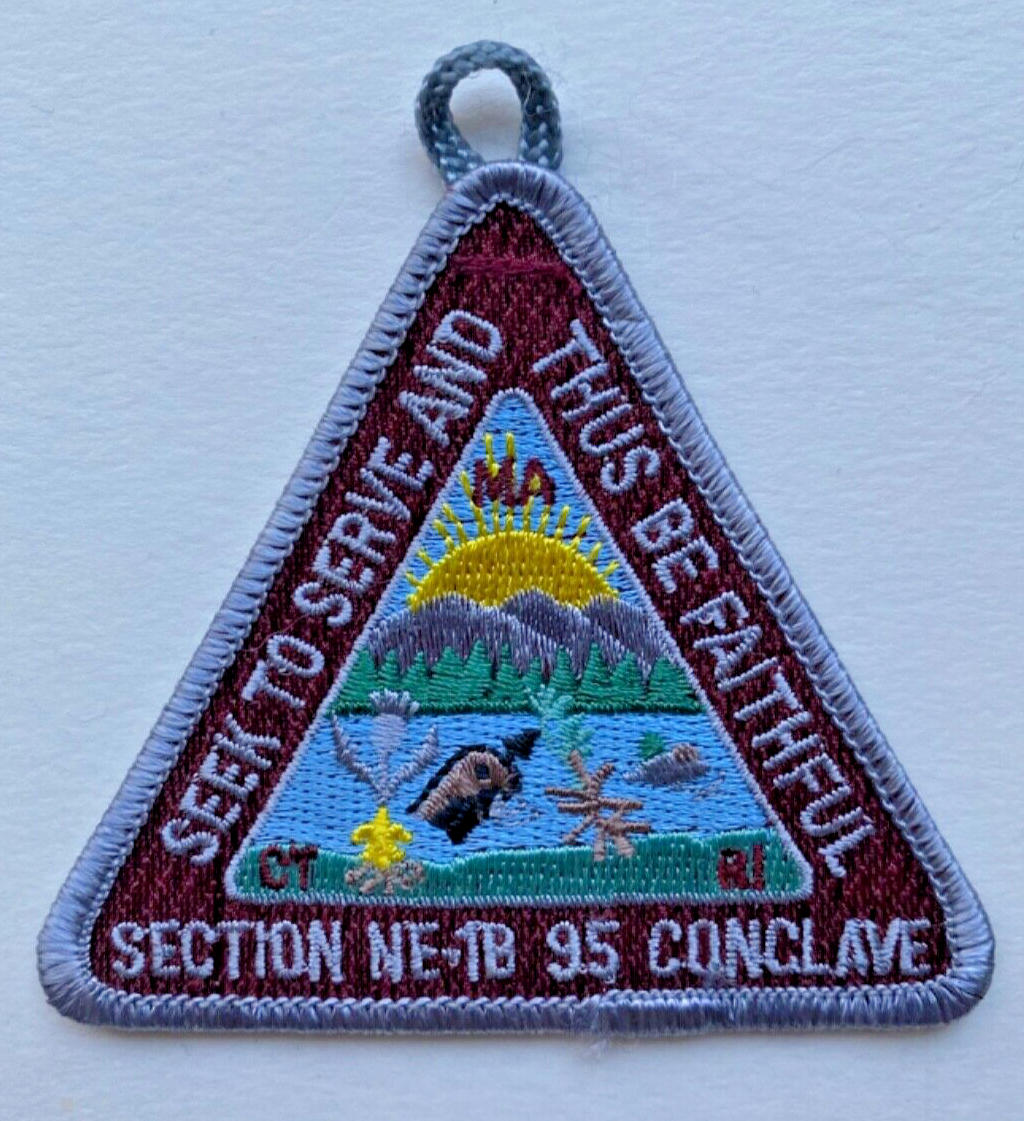 SEEK TO SERVE AND
THUS BE FAITHFUL
MA
CT
RI
SECTION NE-1B 95 CONCLAVE